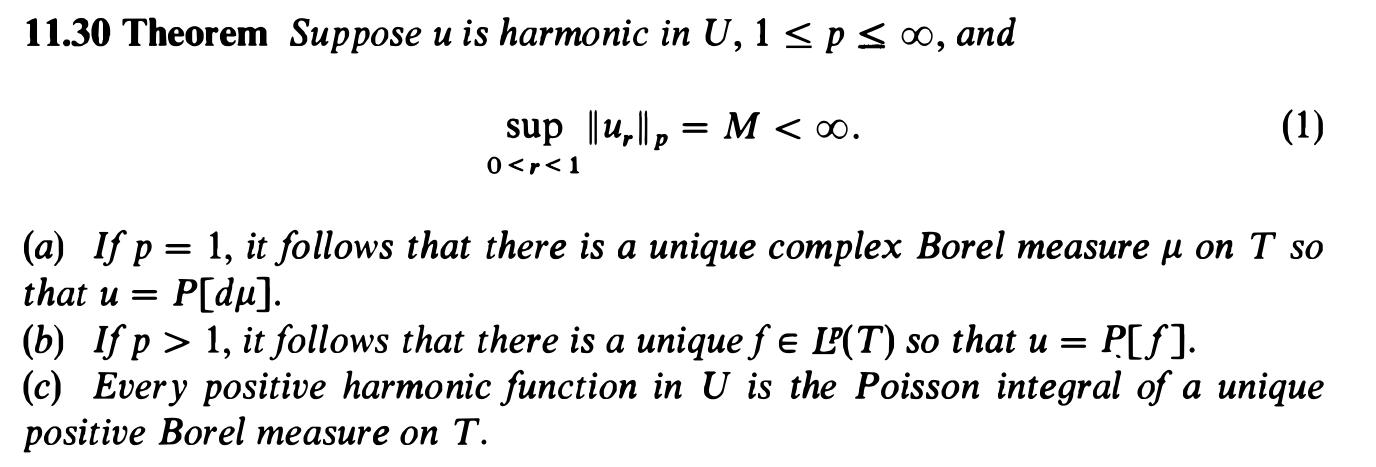 11.30 Theorem Suppose u is harmonic in U, 1 ≤ p ≤ ∞, and
sup ‖uᵣ‖ₚ = M < ∞. (1)
0<r<1
(a) If p = 1, it follows that there is a unique complex Borel measure μ on T so
that u = P[dμ].
(b) If p > 1, it follows that there is a unique f ∈ Lᵖ(T) so that u = P[f].
(c) Every positive harmonic function in U is the Poisson integral of a unique
positive Borel measure on T.